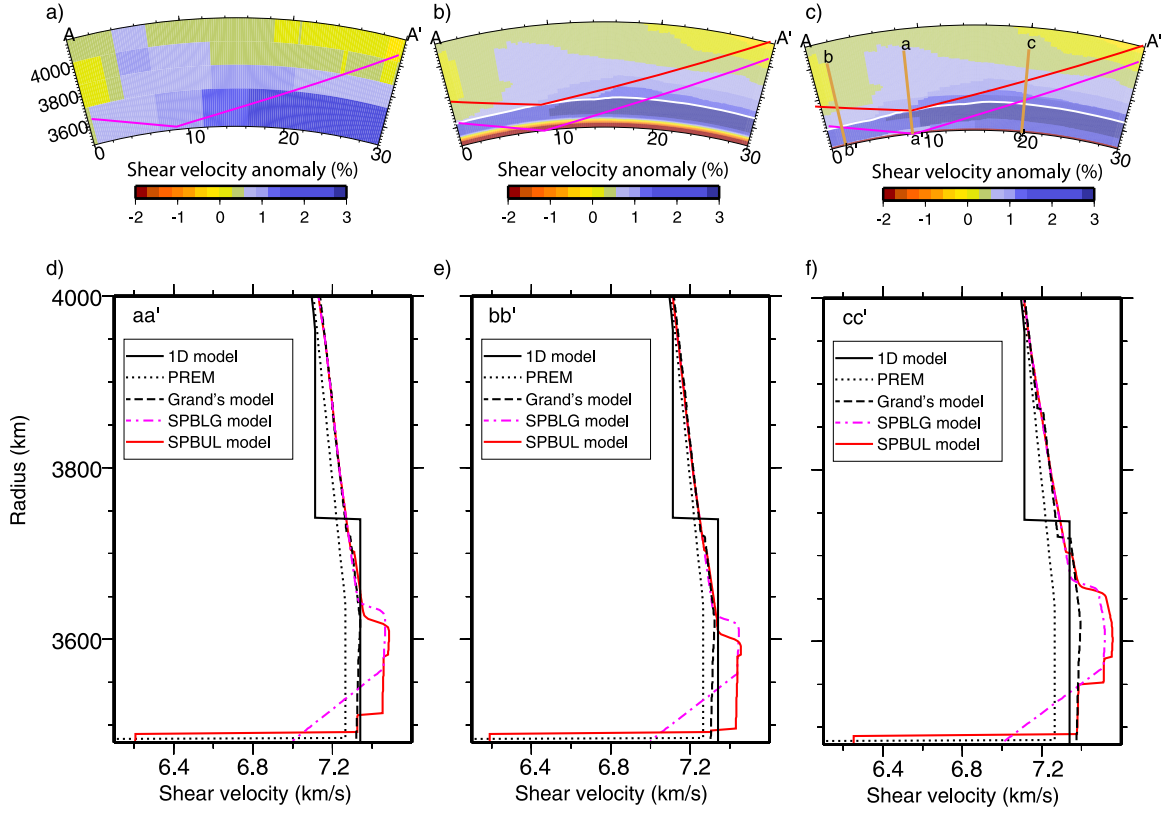 a)
b)
c)
A
A'
A
A'
A
A'
4000
3800
3600
0
10
20
30
0
10
20
30
b
a
c
b'
a'
c'
0
10
20
30
Shear velocity anomaly (%)
Shear velocity anomaly (%)
Shear velocity anomaly (%)
-2 -1 0 1 2 3
-2 -1 0 1 2 3
-2 -1 0 1 2 3
d)
e)
f)
4000
3800
3600
Radius (km)
aa'
1D model
PREM
Grand's model
SPBLG model
SPBUL model
6.4 6.8 7.2
Shear velocity (km/s)
bb'
1D model
PREM
Grand's model
SPBLG model
SPBUL model
6.4 6.8 7.2
Shear velocity (km/s)
cc'
1D model
PREM
Grand's model
SPBLG model
SPBUL model
6.4 6.8 7.2
Shear velocity (km/s)